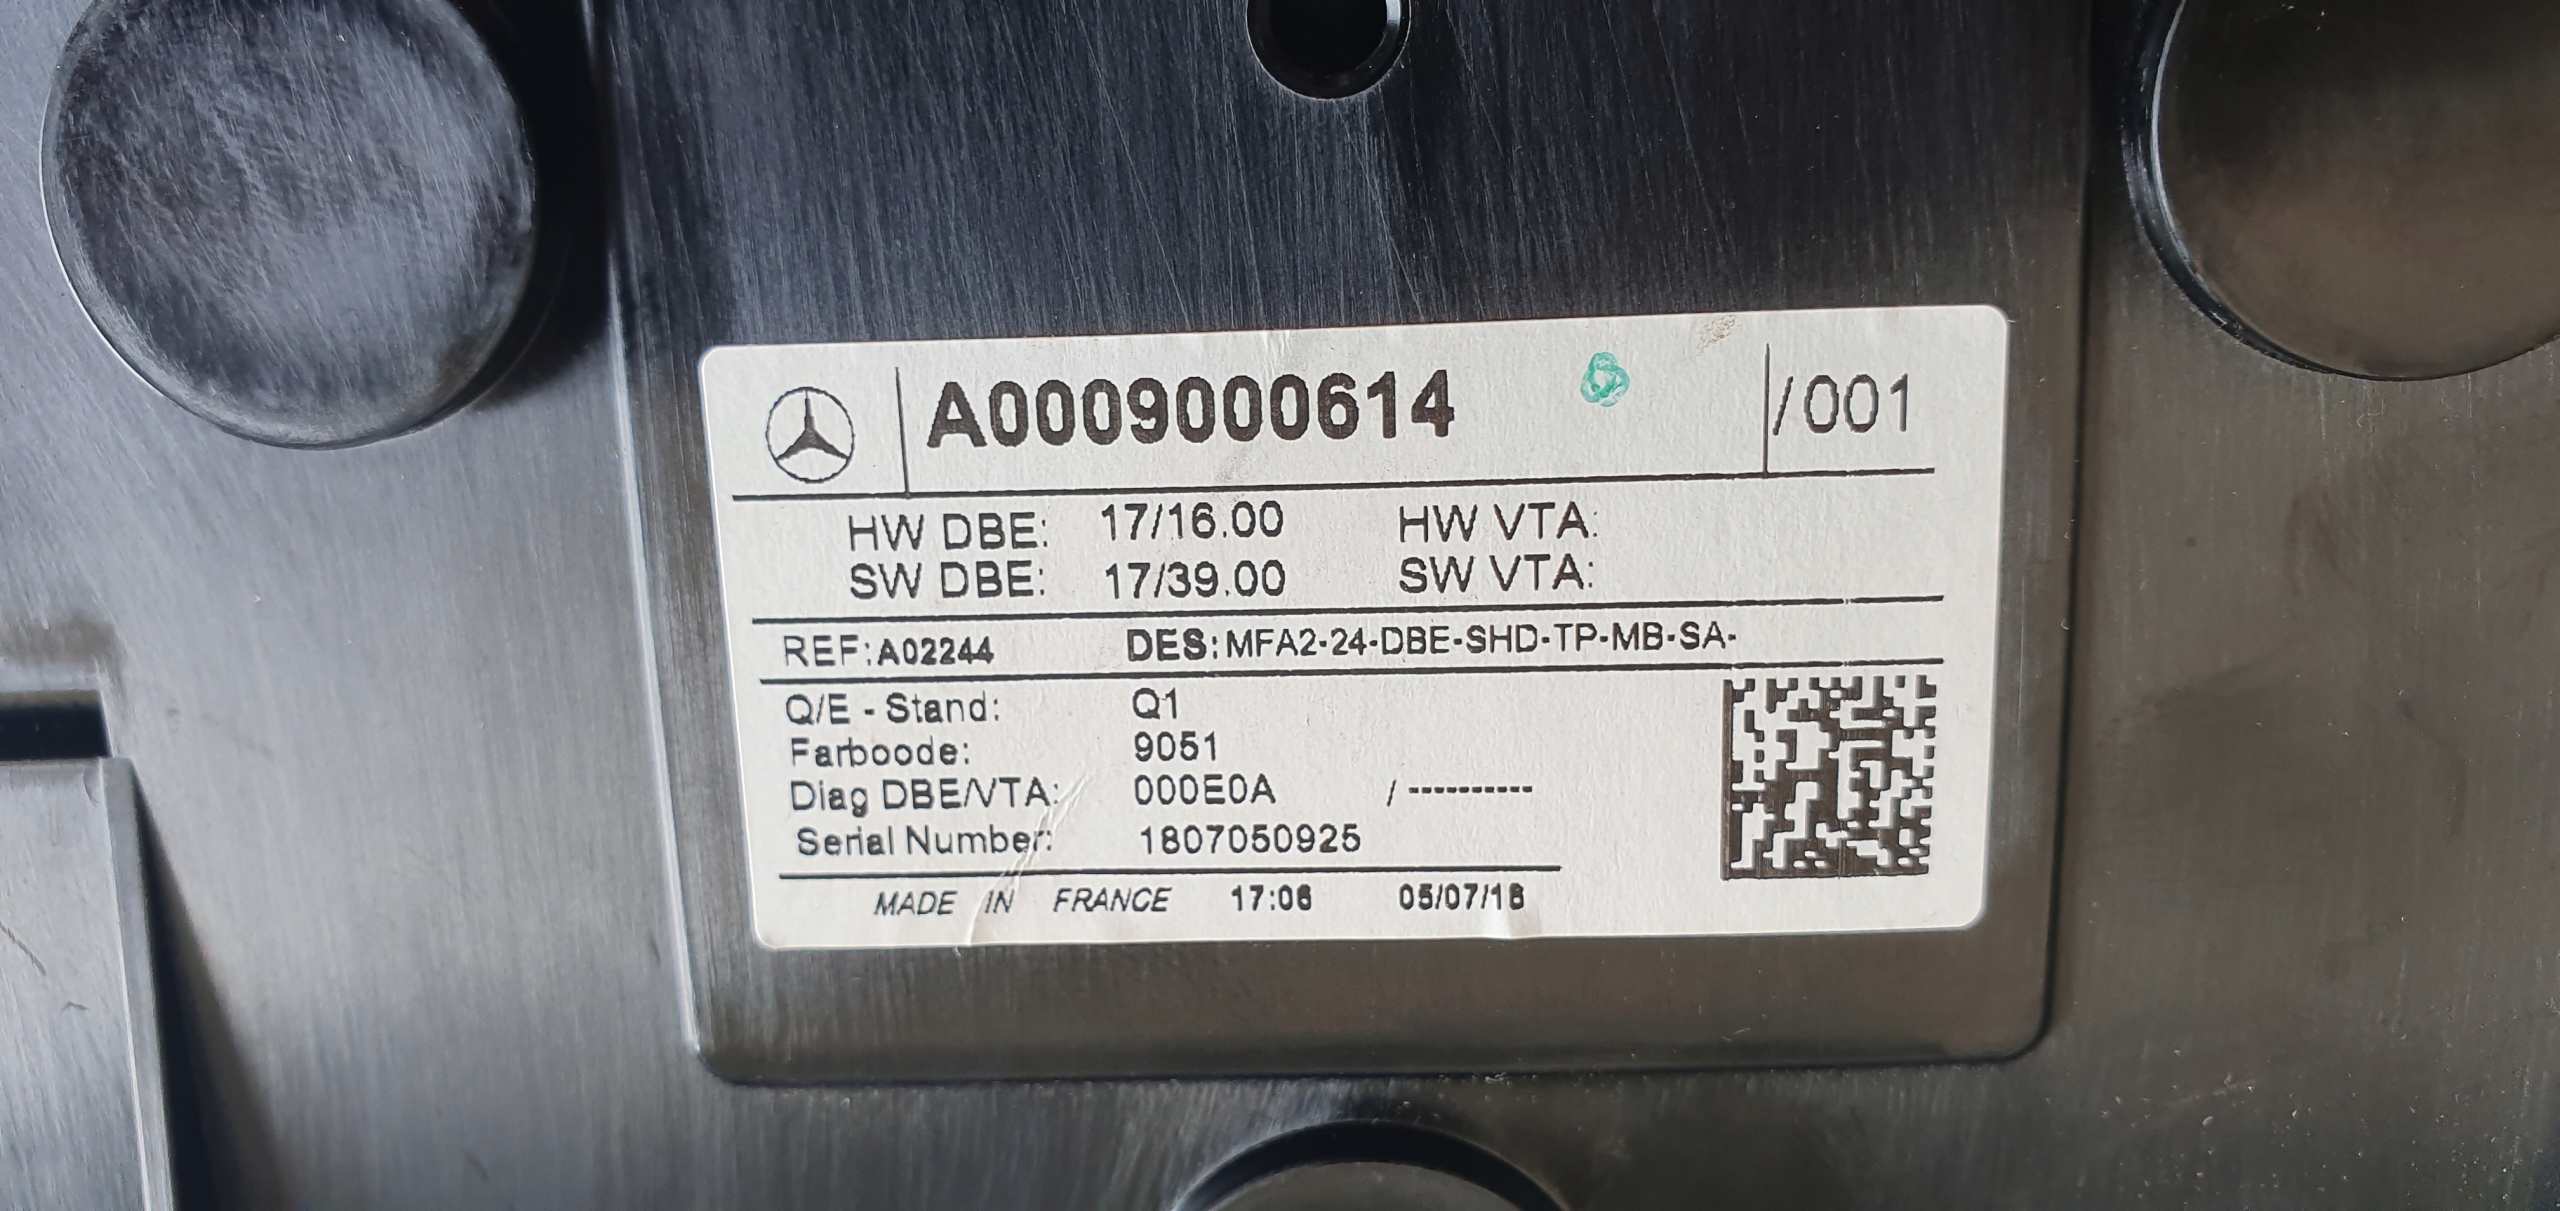 A0009000614 /001
HW DBE: 17/16.00 HW VTA:
SW DBE: 17/39.00 SW VTA:
REF:A02244 DES:MFA2-24-DBE-SHD-TP-MB-SA-
Q/E - Stand: Q1
Farbcode: 9051
Diag DBE/VTA: 000E0A / ----------
Serial Number: 1807050925
MADE IN FRANCE 17:06 05/07/18